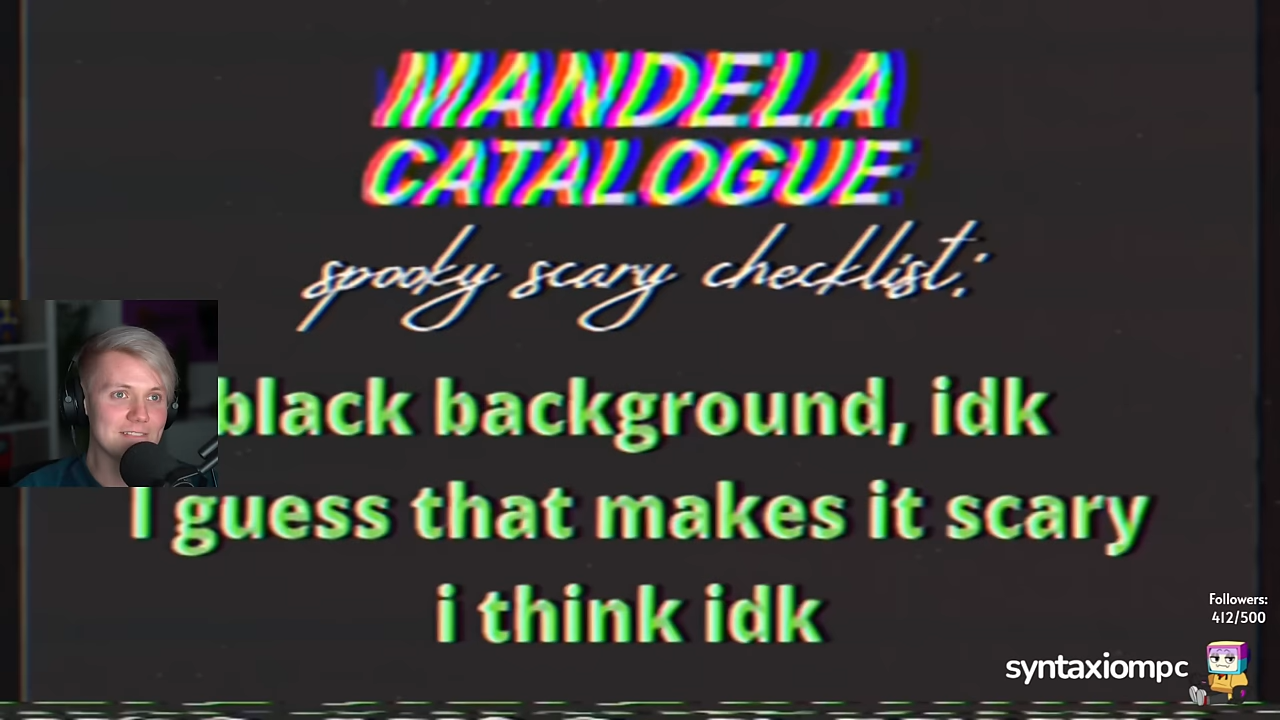 MANDELA
CATALOGUE
spooky scary checklist:
black background, idk
I guess that makes it scary
i think idk
Followers:
412/500
syntaxiompc